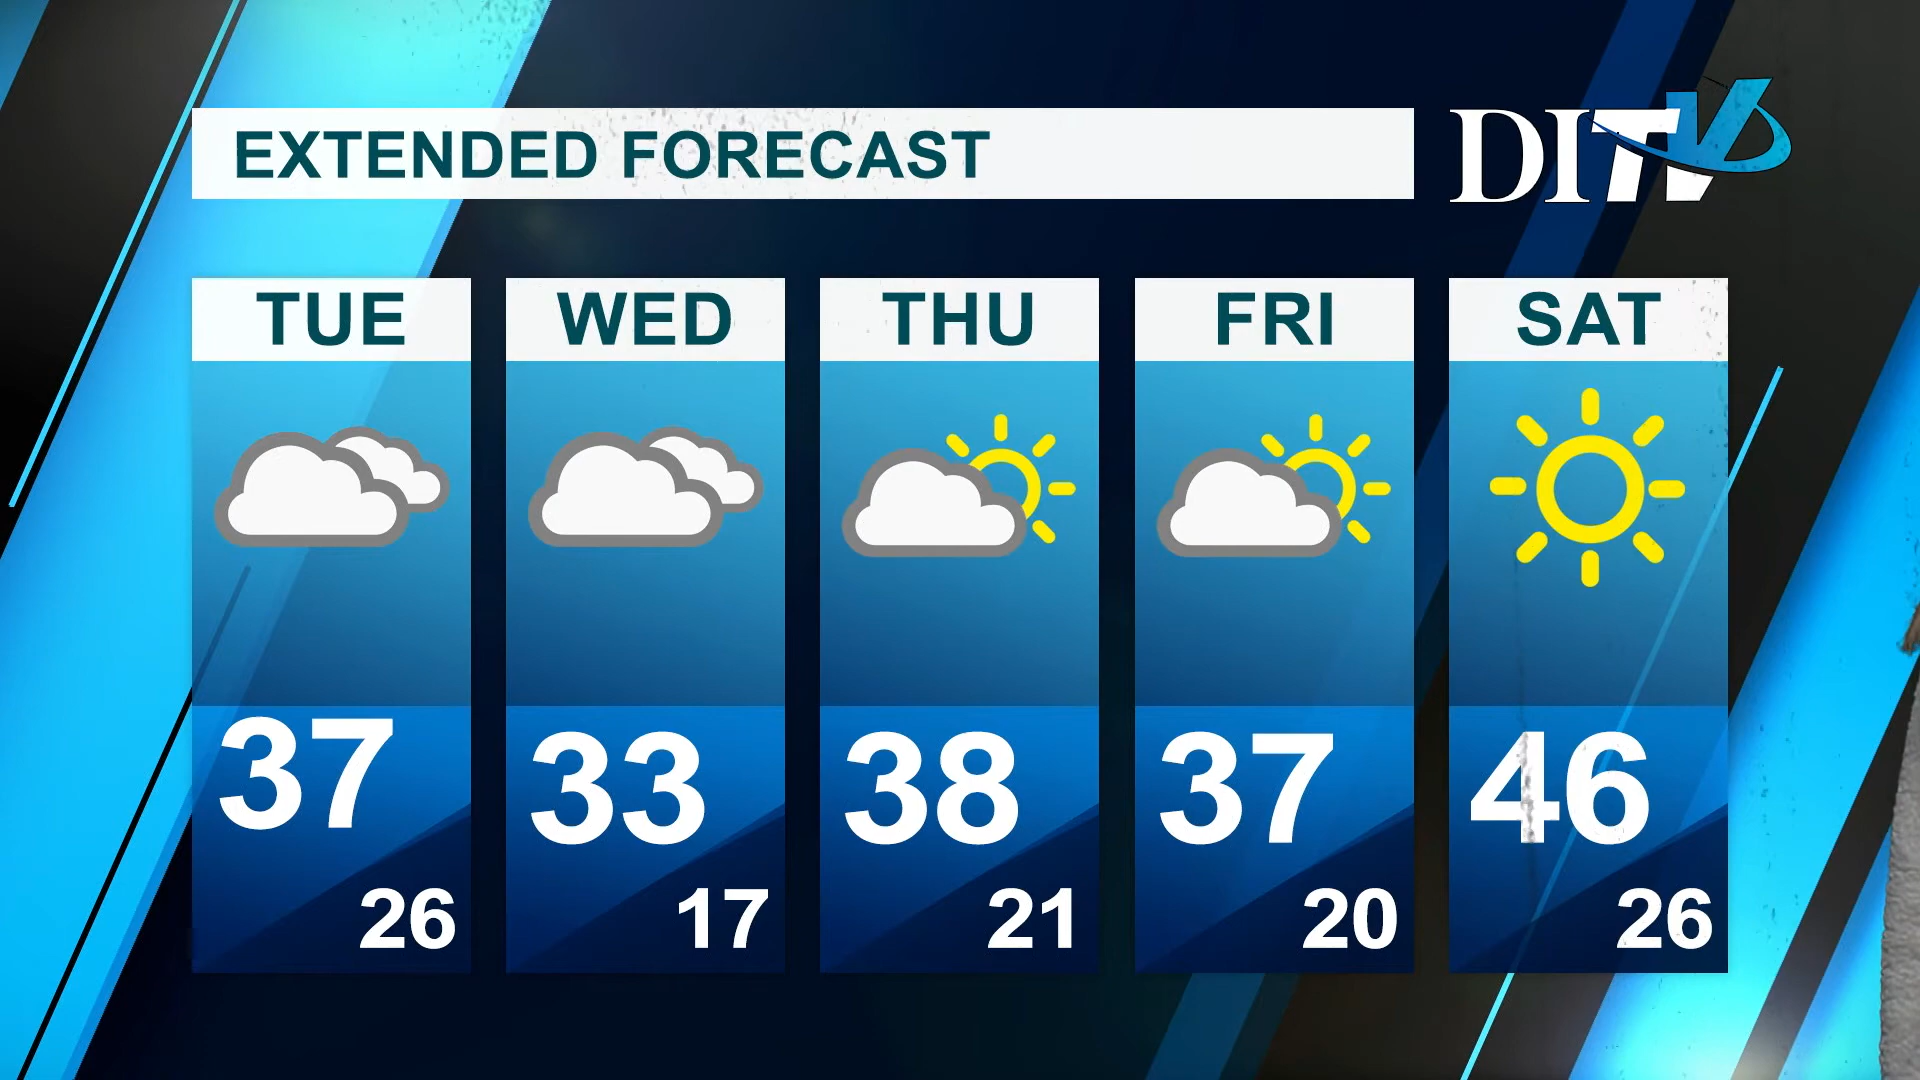 EXTENDED FORECAST
DITV
TUE WED THU FRI SAT
37 33 38 37 46
26 17 21 20 26